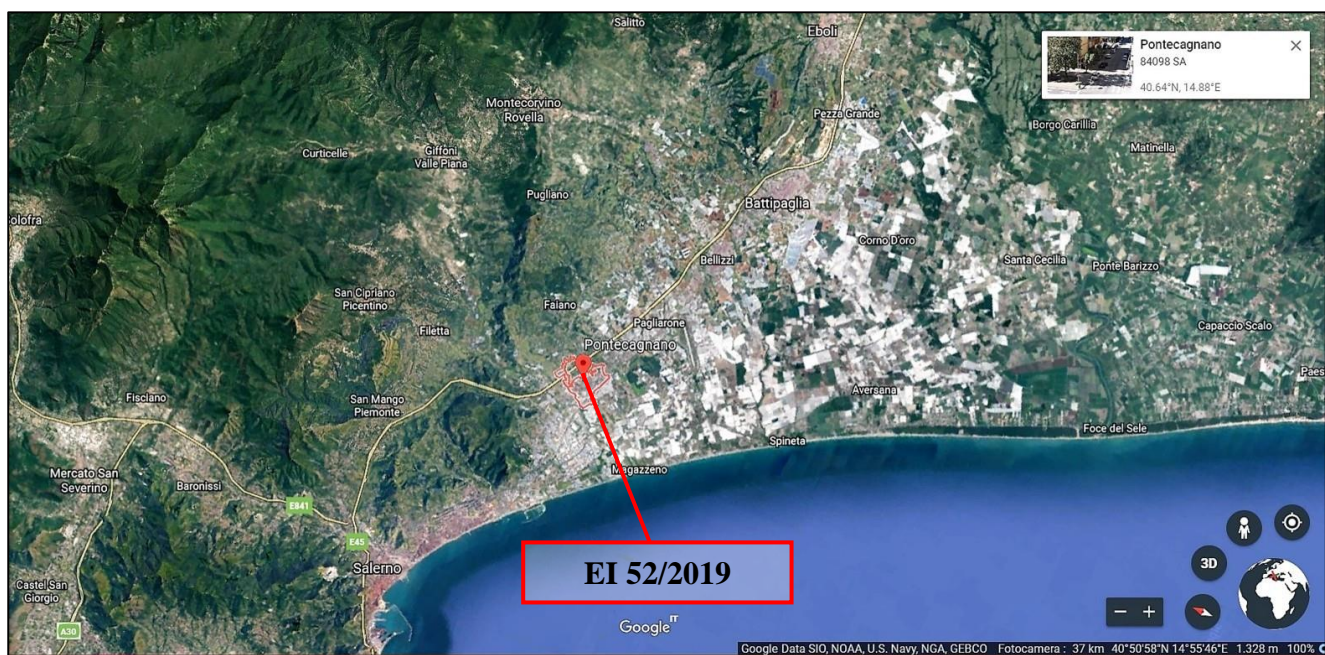 Salitto
Eboli
Pontecagnano
84098 SA
40.64°N, 14.88°E
Montecorvino
Rovella
Pezza Grande
Borgo Carillia
Matinella
Curticelle
Giffoni
Valle Piana
Pugliano
Battipaglia
olofra
Corno D'oro
Bellizzi
Santa Cecilia
Ponte Barizzo
San Cipriano
Picentino
Faiano
Filetta
Pagliarone
Capaccio Scalo
Pontecagnano
Paes
Fisciano
San Mango
Piemonte
Aversana
Foce del Sele
Spineta
Mercato San
Severino
Baronissi
Magazzeno
E841
E45
Salerno
EI 52/2019
3D
Castel San
Giorgio
A30
Google
Google Data SIO, NOAA, U.S. Navy, NGA, GEBCO Fotocamera : 37 km 40°50'58"N 14°55'46"E 1.328 m 100%